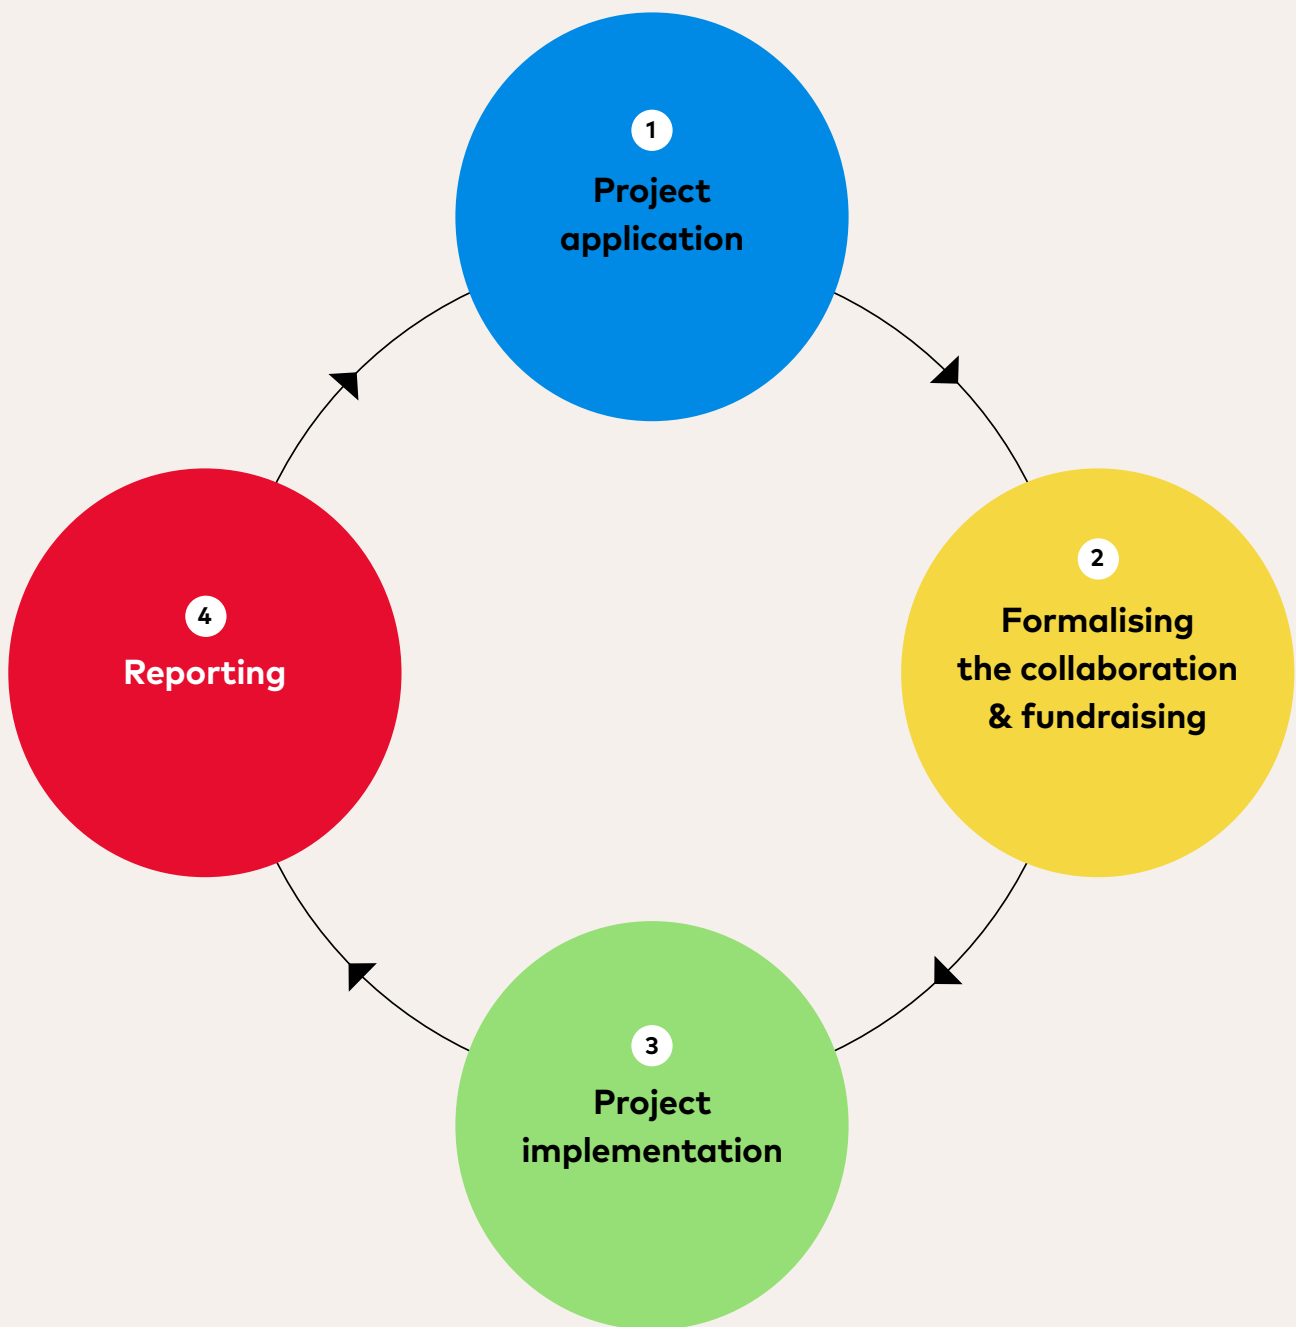 1
Project
application
2
Formalising
the collaboration
& fundraising
3
Project
implementation
4
Reporting